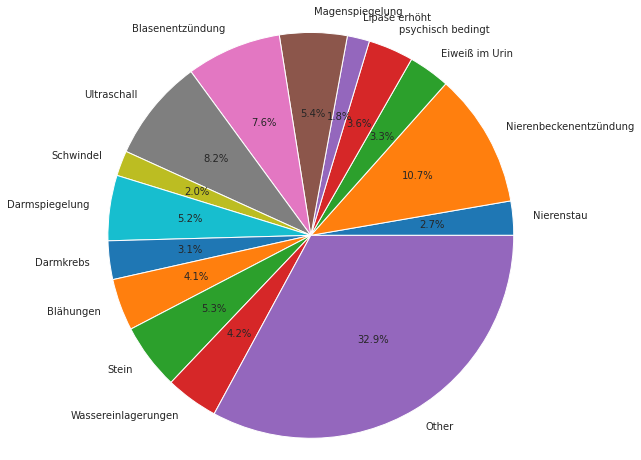 Magenspiegelung
Lipase erhöht
psychisch bedingt
Blasenentzündung
Eiweiß im Urin
Ultraschall
Nierenbeckenentzündung
Schwindel
Darmspiegelung
Nierenstau
Darmkrebs
Blähungen
Stein
Wassereinlagerungen
Other
5.4%
1.8%
3.6%
7.6%
3.3%
8.2%
10.7%
2.0%
5.2%
2.7%
3.1%
4.1%
5.3%
4.2%
32.9%